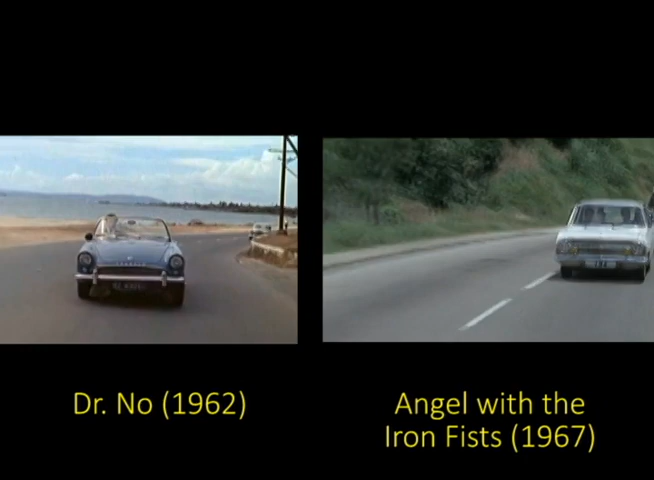 Dr. No (1962)
Angel with the
Iron Fists (1967)